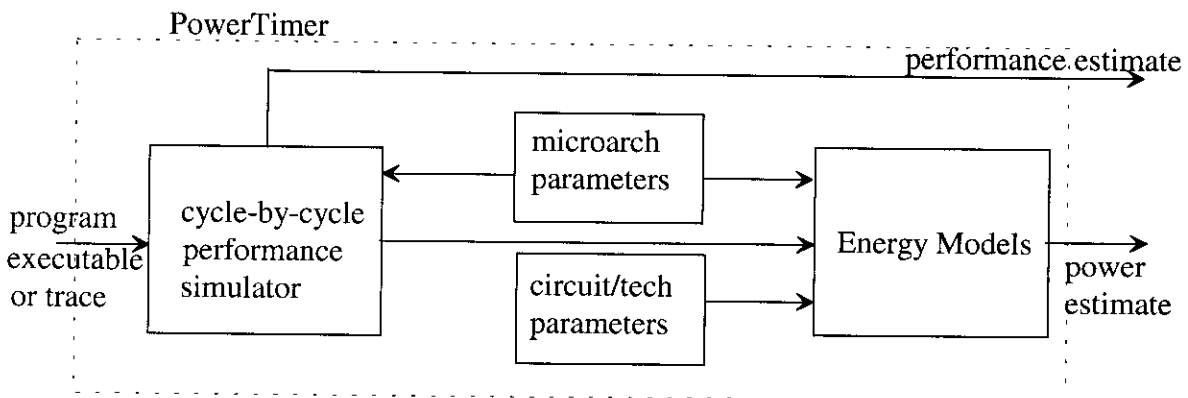 PowerTimer
performance estimate
microarch
parameters
program
executable
or trace
cycle-by-cycle
performance
simulator
Energy Models
circuit/tech
parameters
power
estimate